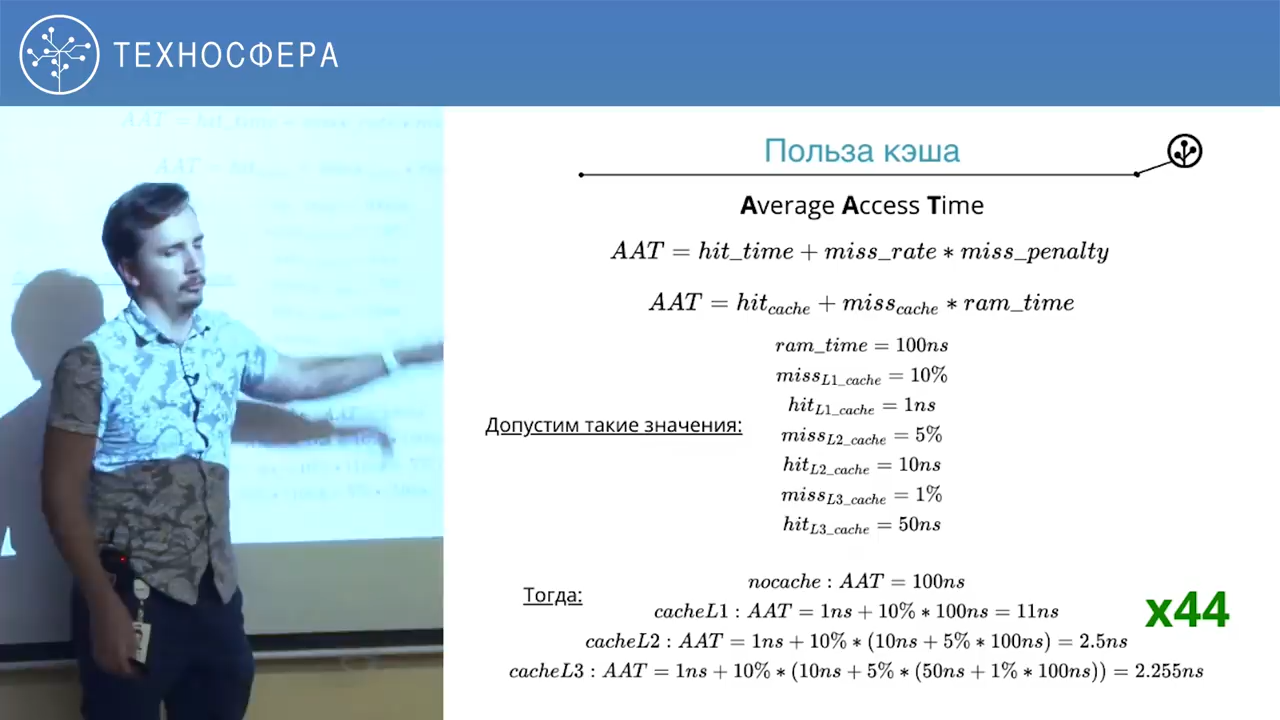 ТЕХНОСФЕРА
Польза кэша
Average Access Time
AAT = hit_time + miss_rate * miss_penalty
AAT = hit_cache + miss_cache * ram_time
ram_time = 100ns
miss_L1_cache = 10%
hit_L1_cache = 1ns
Допустим такие значения:
miss_L2_cache = 5%
hit_L2_cache = 10ns
miss_L3_cache = 1%
hit_L3_cache = 50ns
Тогда:
nocache : AAT = 100ns
cacheL1 : AAT = 1ns + 10% * 100ns = 11ns
cacheL2 : AAT = 1ns + 10% * (10ns + 5% * 100ns) = 2.5ns
cacheL3 : AAT = 1ns + 10% * (10ns + 5% * (50ns + 1% * 100ns)) = 2.255ns
x44